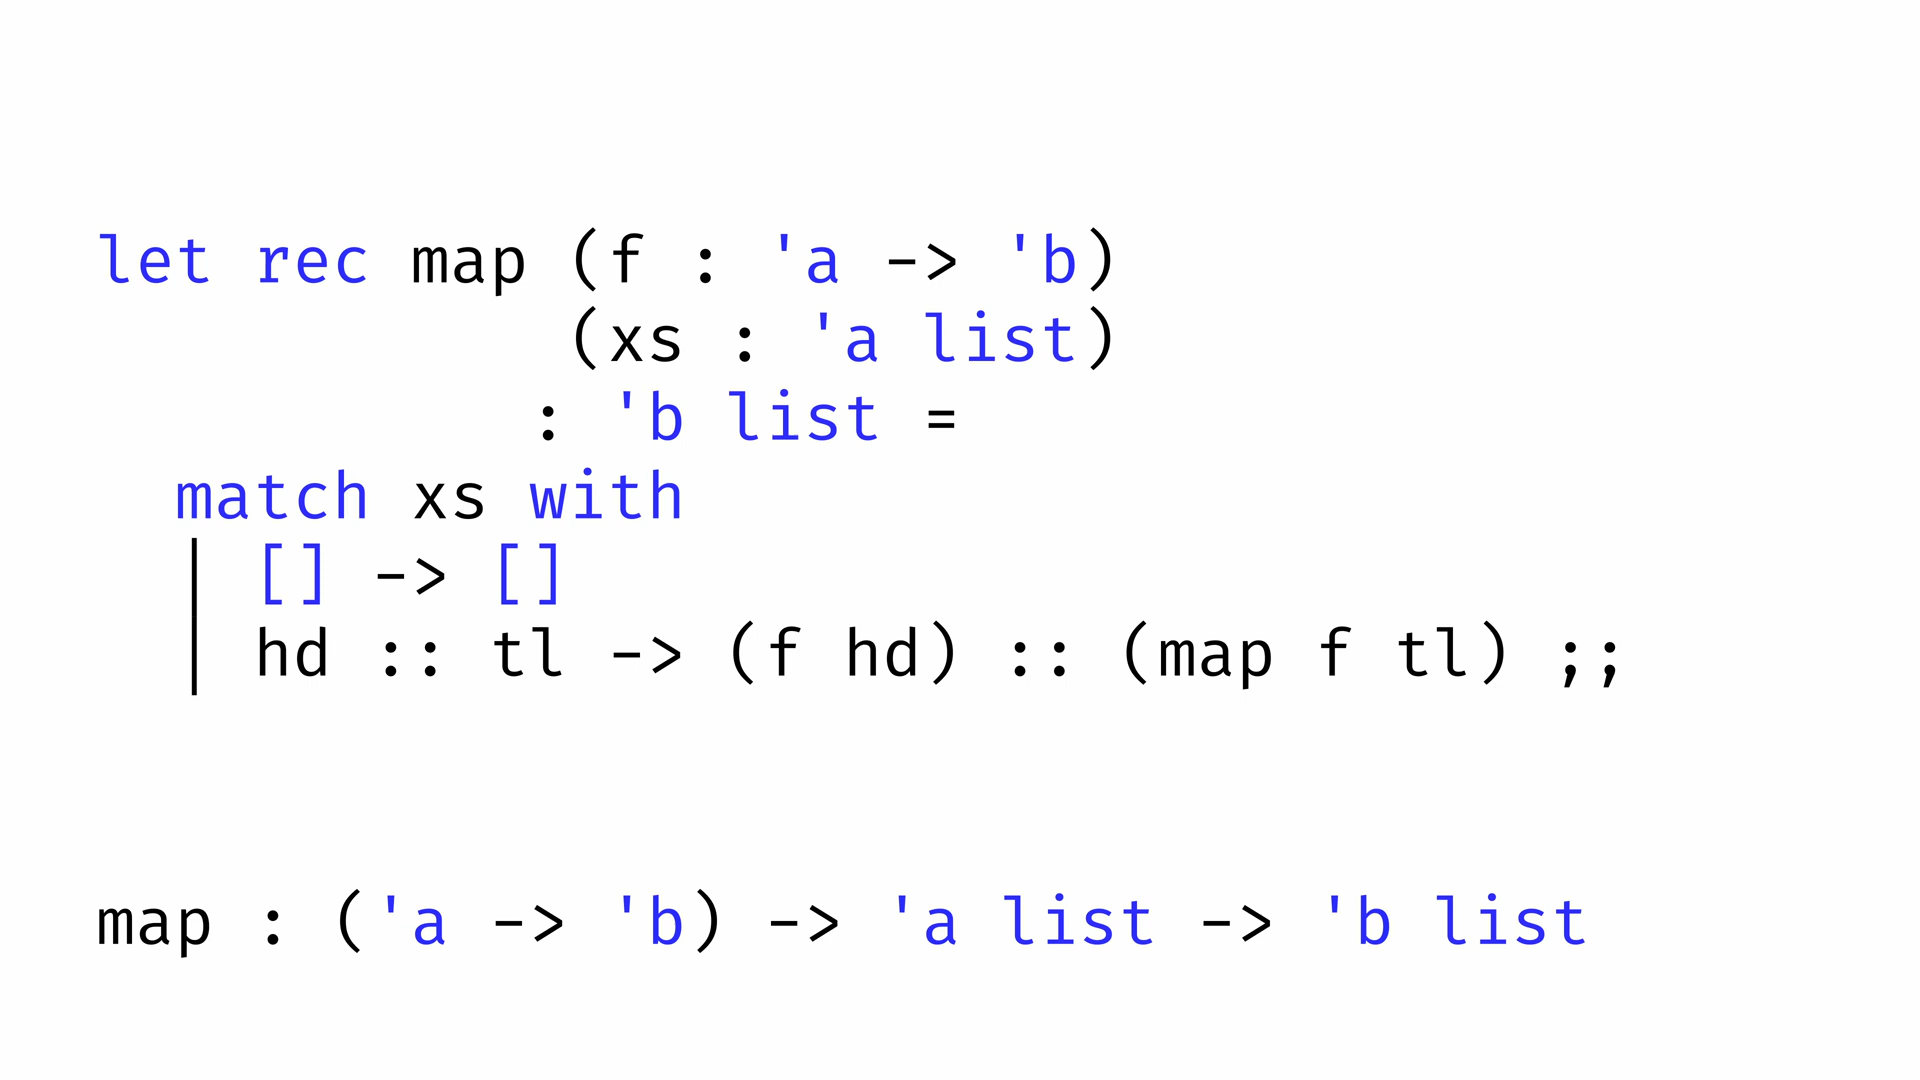 let rec map (f : 'a -> 'b)
            (xs : 'a list)
           : 'b list =
  match xs with
  | [] -> []
  | hd :: tl -> (f hd) :: (map f tl) ;;
map : ('a -> 'b) -> 'a list -> 'b list